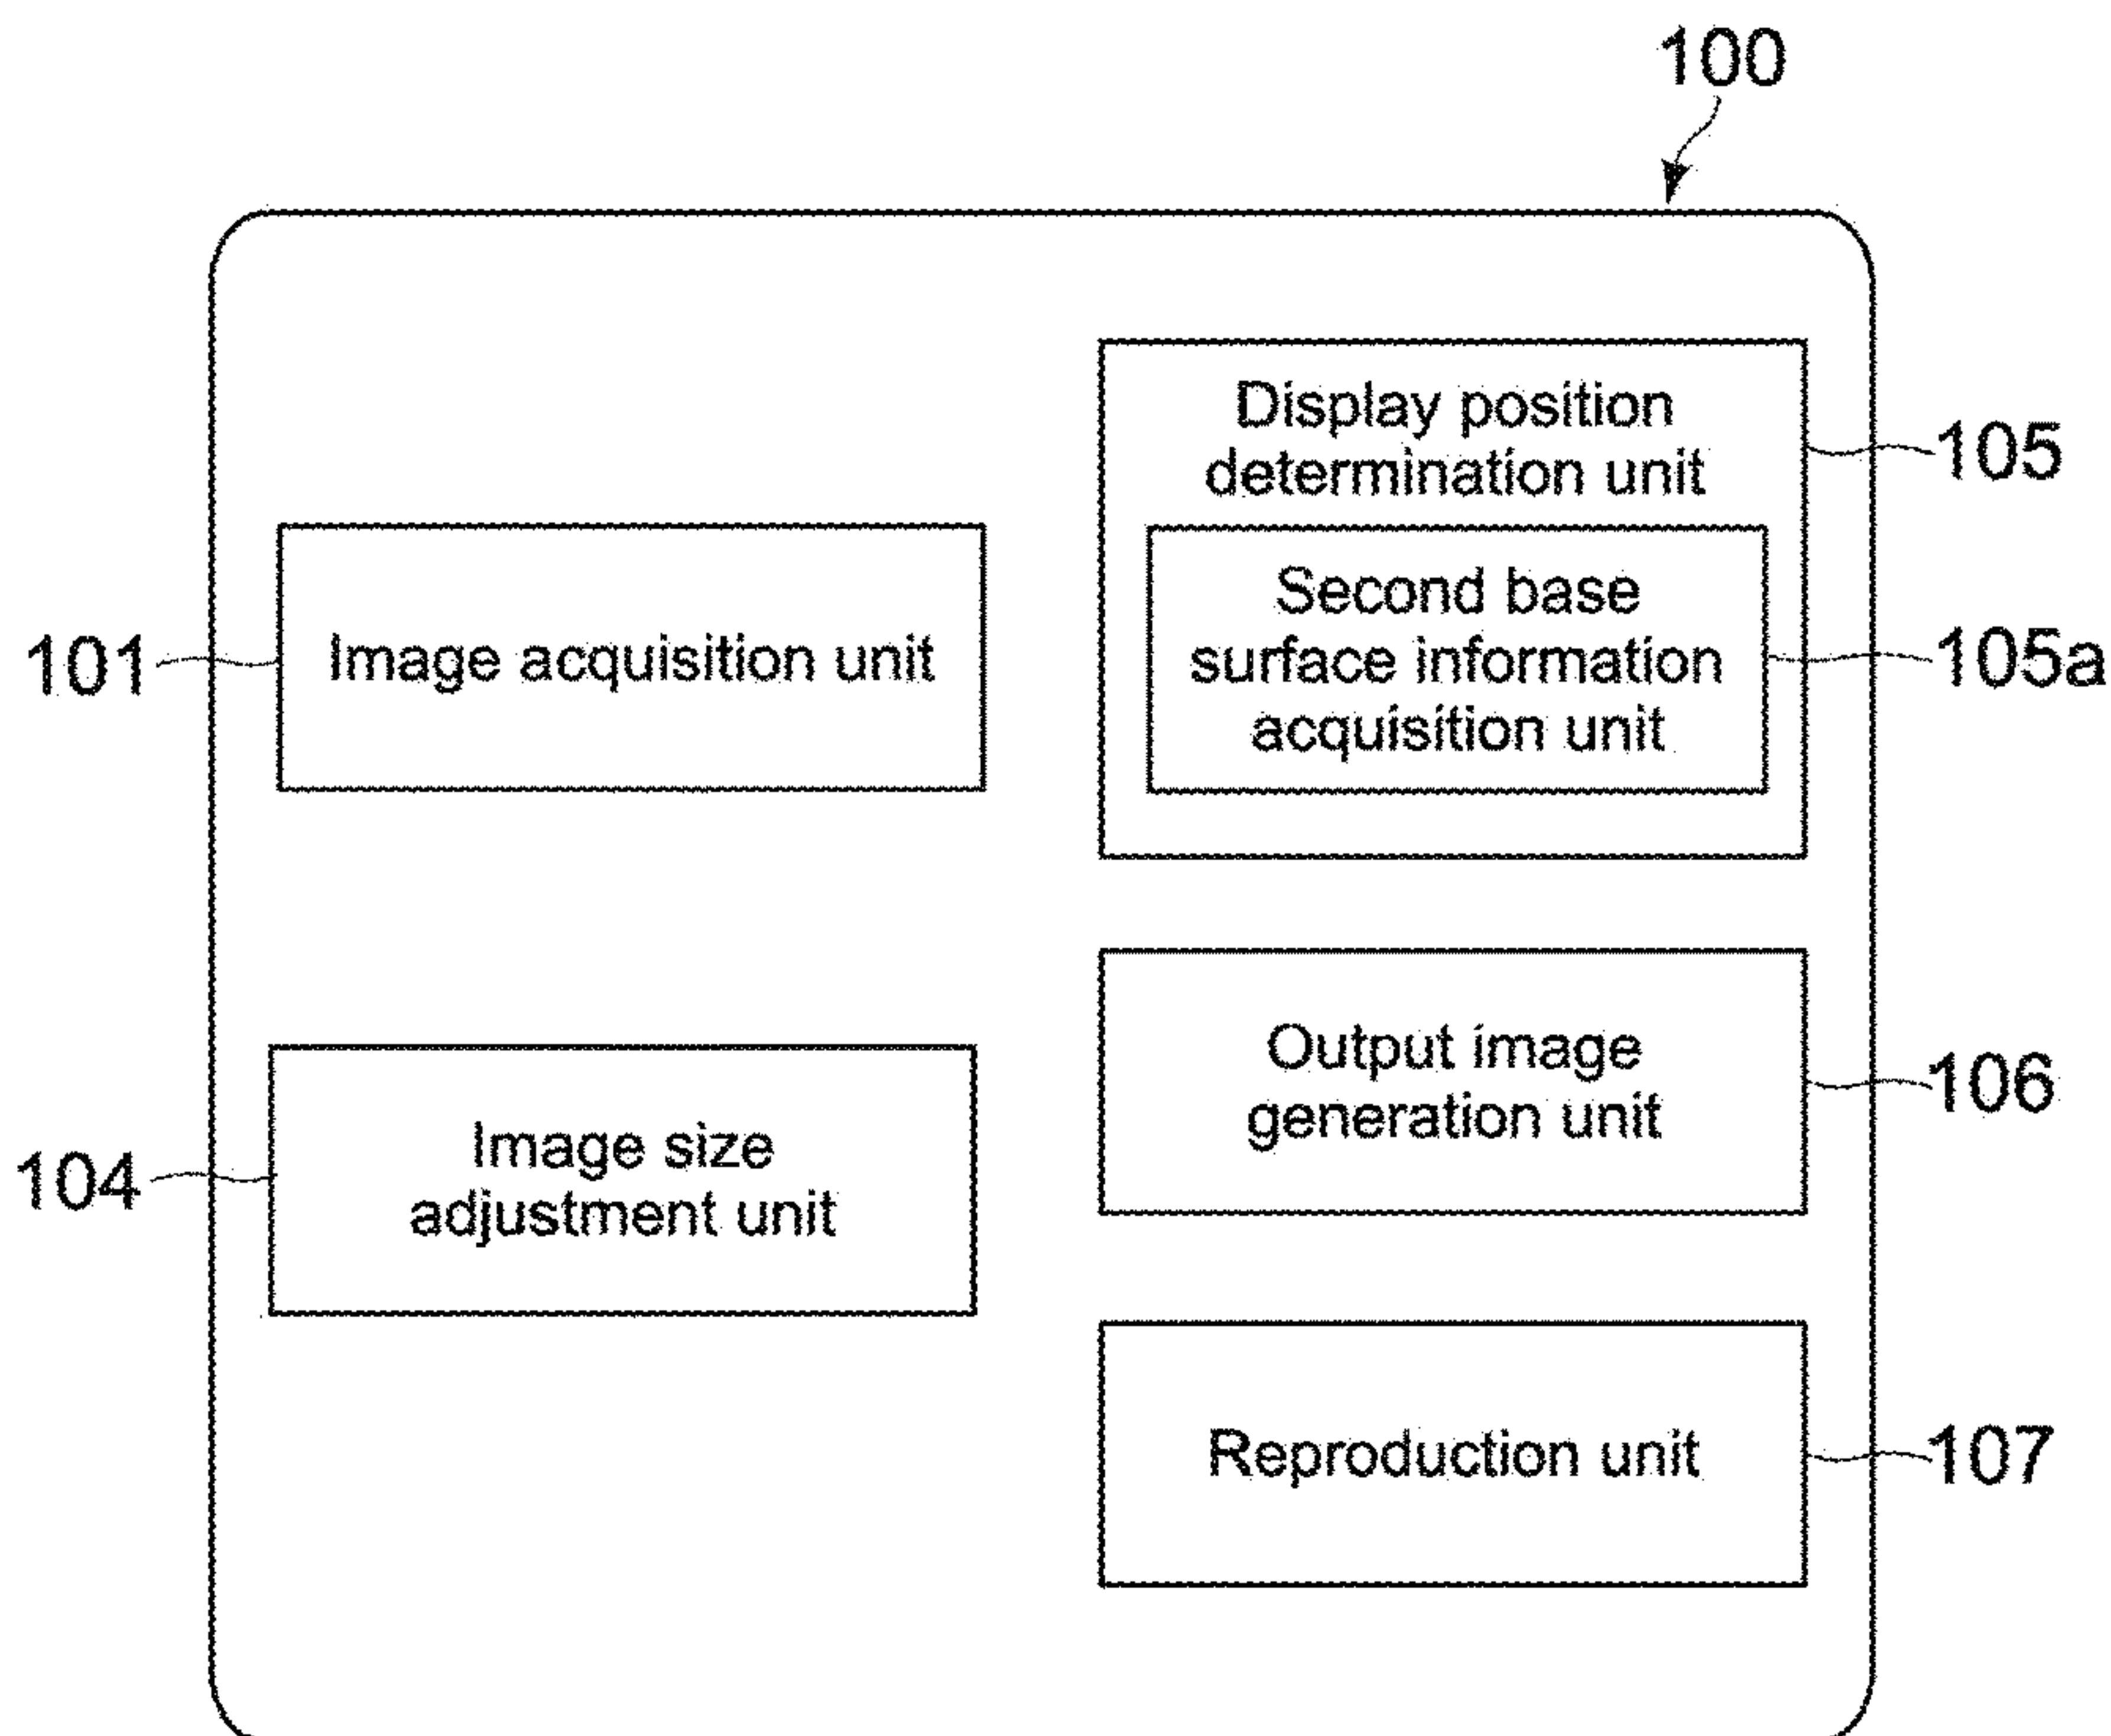 100
Display position
determination unit
105
Second base
surface information
acquisition unit
105a
101
Image acquisition unit
Output image
generation unit
106
104
Image size
adjustment unit
Reproduction unit
107